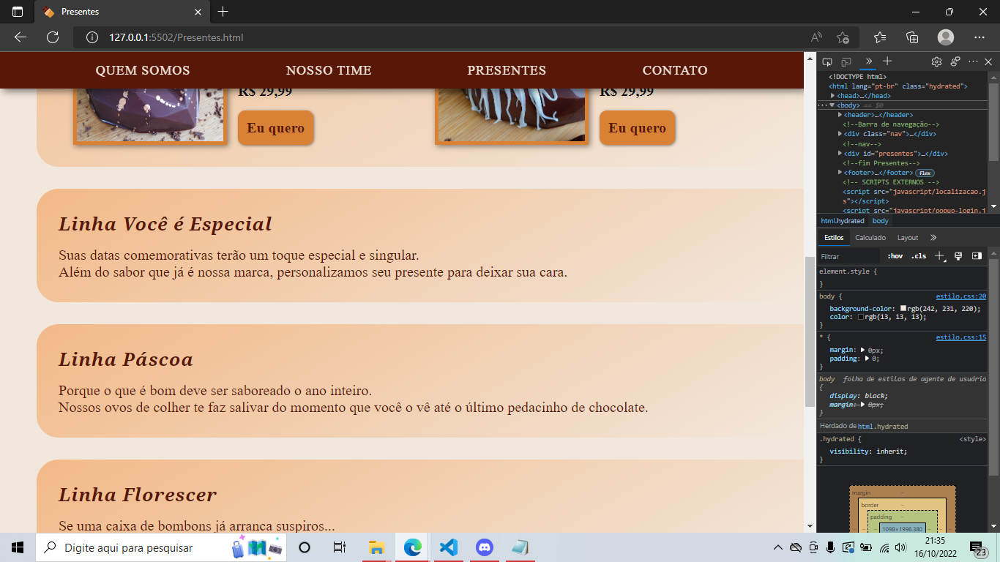 Presentes
127.0.0.1:5502/Presentes.html
QUEM SOMOS
NOSSO TIME
PRESENTES
CONTATO
R$ 29,99
Eu quero
R$ 29,99
Eu quero
Linha Você é Especial
Suas datas comemorativas terão um toque especial e singular.
Além do sabor que já é nossa marca, personalizamos seu presente para deixar sua cara.
Linha Páscoa
Porque o que é bom deve ser saboreado o ano inteiro.
Nossos ovos de colher te faz salivar do momento que você o vê até o último pedacinho de chocolate.
Linha Florescer
Se uma caixa de bombons já arranca suspiros...
<!DOCTYPE html>
<html lang="pt-br" class="hydrated">
<head>…</head>
<body> == $0
<header>…</header>
<!--Barra de navegação-->
<div class="nav">…</div>
<!--nav-->
<div id="presentes">…</div>
<!--fim Presentes-->
<footer>…</footer> flex
<!-- SCRIPTS EXTERNOS -->
<script src="javascript/localizacao.j
s"></script>
<script src="javascript/popup-login.j
html.hydrated body
Estilos Calculado Layout
Filtrar :hov .cls
element.style {
}
body { estilo.css:20
background-color: rgb(242, 231, 220);
color: rgb(13, 13, 13);
}
* { estilo.css:15
margin: 0px;
padding: 0;
}
body folha de estilos de agente de usuário
{
display: block;
margin: 8px;
}
Herdado de html.hydrated
.hydrated { <style>
visibility: inherit;
}
margin –
border –
padding –
1098×1998.380
Digite aqui para pesquisar
21:35
16/10/2022
23